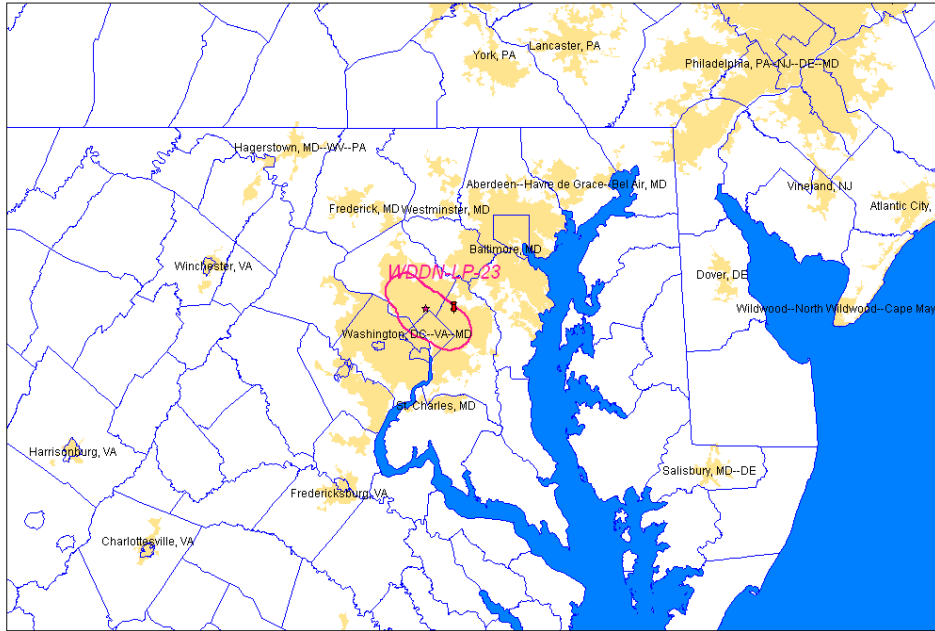 Lancaster, PA
York, PA
Philadelphia, PA--NJ--DE--MD
Hagerstown, MD--WV--PA
Aberdeen--Havre de Grace--Bel Air, MD
Vineland, NJ
Frederick, MD
Westminster, MD
Atlantic City,
Baltimore, MD
Winchester, VA
WDDN-LP-23
Dover, DE
Wildwood--North Wildwood--Cape May
Washington, DC--VA--MD
St. Charles, MD
Harrisonburg, VA
Salisbury, MD--DE
Fredericksburg, VA
Charlottesville, VA